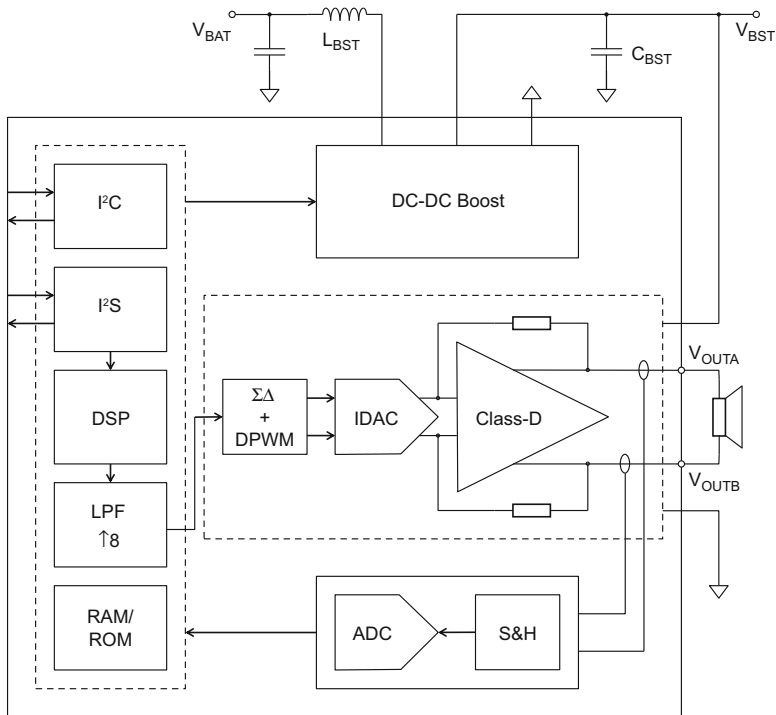 V_BAT
L_BST
C_BST
V_BST
I²C
DC-DC Boost
I²S
DSP
LPF
↑8
RAM/
ROM
ΣΔ
+
DPWM
IDAC
Class-D
V_OUTA
V_OUTB
ADC
S&H